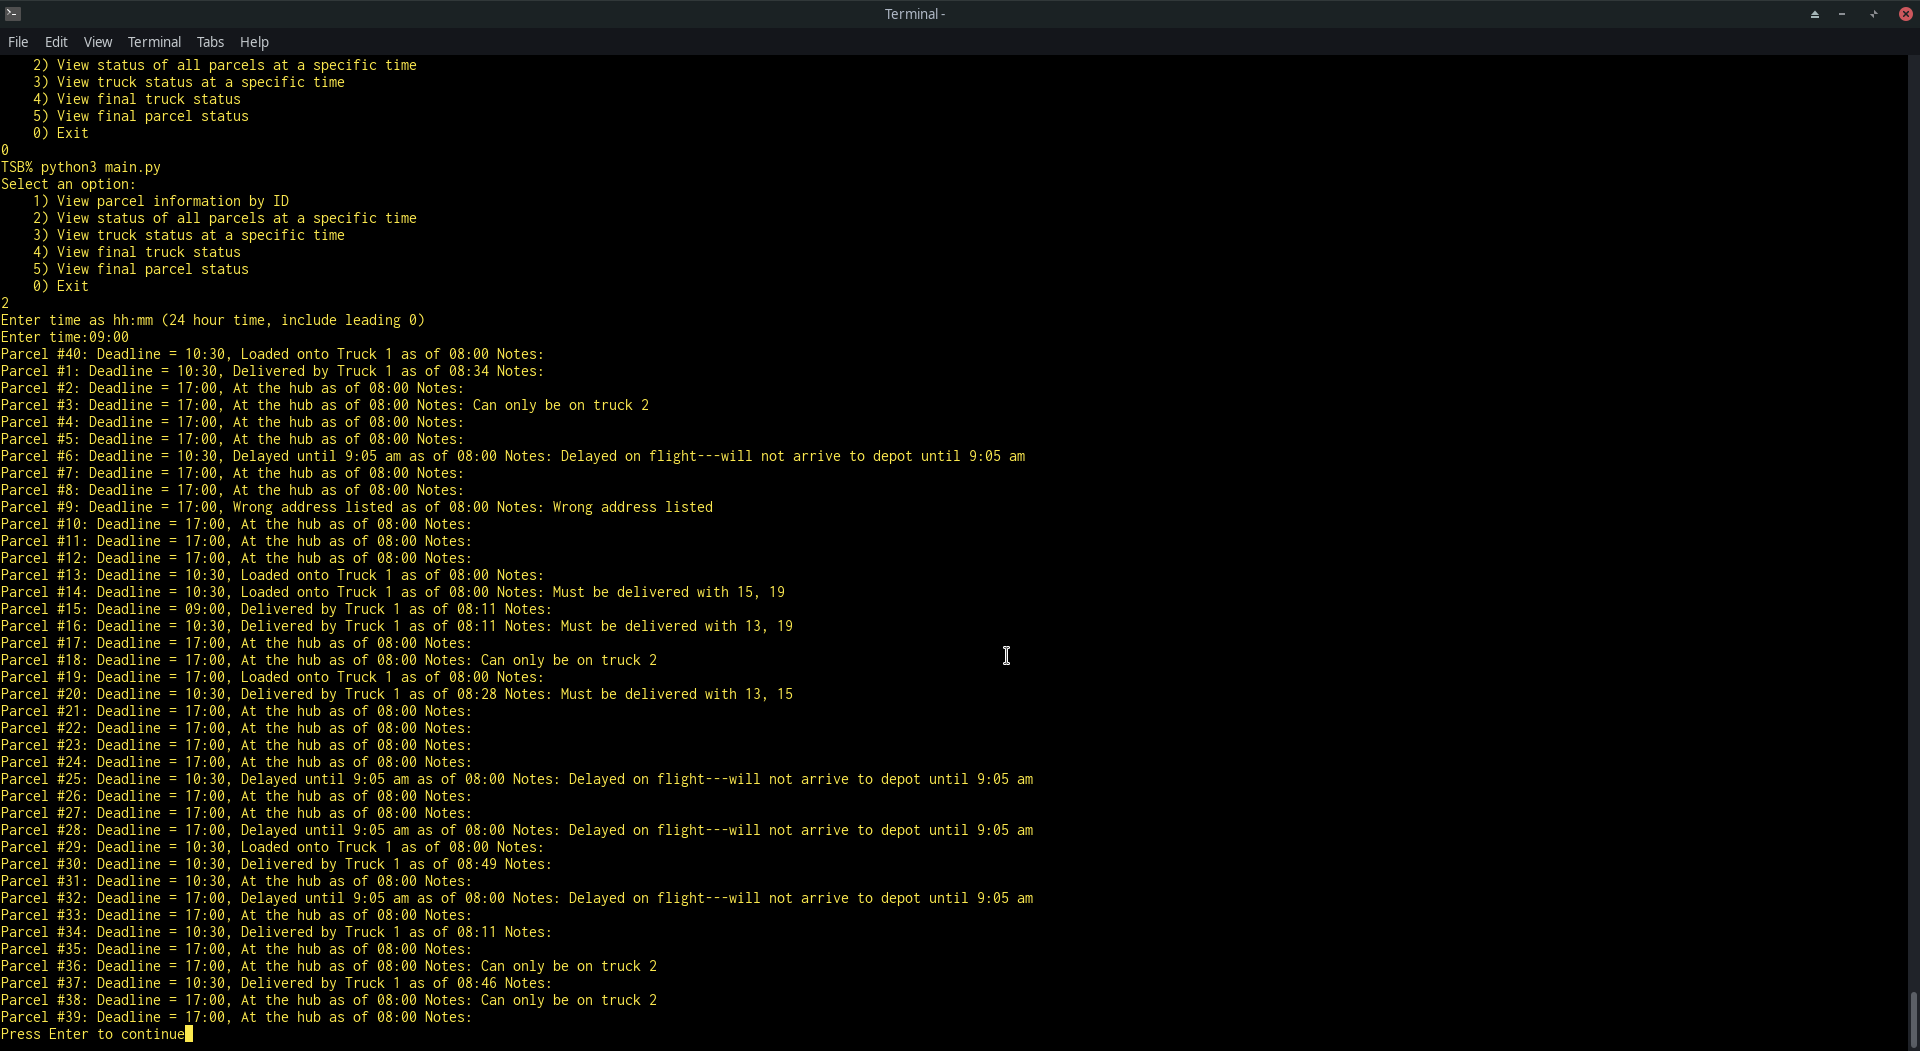 Terminal -
File Edit View Terminal Tabs Help
2) View status of all parcels at a specific time
3) View truck status at a specific time
4) View final truck status
5) View final parcel status
0) Exit
0
TSB% python3 main.py
Select an option:
1) View parcel information by ID
2) View status of all parcels at a specific time
3) View truck status at a specific time
4) View final truck status
5) View final parcel status
0) Exit
2
Enter time as hh:mm (24 hour time, include leading 0)
Enter time:09:00
Parcel #40: Deadline = 10:30, Loaded onto Truck 1 as of 08:00 Notes:
Parcel #1: Deadline = 10:30, Delivered by Truck 1 as of 08:34 Notes:
Parcel #2: Deadline = 17:00, At the hub as of 08:00 Notes:
Parcel #3: Deadline = 17:00, At the hub as of 08:00 Notes: Can only be on truck 2
Parcel #4: Deadline = 17:00, At the hub as of 08:00 Notes:
Parcel #5: Deadline = 17:00, At the hub as of 08:00 Notes:
Parcel #6: Deadline = 10:30, Delayed until 9:05 am as of 08:00 Notes: Delayed on flight---will not arrive to depot until 9:05 am
Parcel #7: Deadline = 17:00, At the hub as of 08:00 Notes:
Parcel #8: Deadline = 17:00, At the hub as of 08:00 Notes:
Parcel #9: Deadline = 17:00, Wrong address listed as of 08:00 Notes: Wrong address listed
Parcel #10: Deadline = 17:00, At the hub as of 08:00 Notes:
Parcel #11: Deadline = 17:00, At the hub as of 08:00 Notes:
Parcel #12: Deadline = 17:00, At the hub as of 08:00 Notes:
Parcel #13: Deadline = 10:30, Loaded onto Truck 1 as of 08:00 Notes:
Parcel #14: Deadline = 10:30, Loaded onto Truck 1 as of 08:00 Notes: Must be delivered with 15, 19
Parcel #15: Deadline = 09:00, Delivered by Truck 1 as of 08:11 Notes:
Parcel #16: Deadline = 10:30, Delivered by Truck 1 as of 08:11 Notes: Must be delivered with 13, 19
Parcel #17: Deadline = 17:00, At the hub as of 08:00 Notes:
Parcel #18: Deadline = 17:00, At the hub as of 08:00 Notes: Can only be on truck 2
Parcel #19: Deadline = 17:00, Loaded onto Truck 1 as of 08:00 Notes:
Parcel #20: Deadline = 10:30, Delivered by Truck 1 as of 08:28 Notes: Must be delivered with 13, 15
Parcel #21: Deadline = 17:00, At the hub as of 08:00 Notes:
Parcel #22: Deadline = 17:00, At the hub as of 08:00 Notes:
Parcel #23: Deadline = 17:00, At the hub as of 08:00 Notes:
Parcel #24: Deadline = 17:00, At the hub as of 08:00 Notes:
Parcel #25: Deadline = 10:30, Delayed until 9:05 am as of 08:00 Notes: Delayed on flight---will not arrive to depot until 9:05 am
Parcel #26: Deadline = 17:00, At the hub as of 08:00 Notes:
Parcel #27: Deadline = 17:00, At the hub as of 08:00 Notes:
Parcel #28: Deadline = 17:00, Delayed until 9:05 am as of 08:00 Notes: Delayed on flight---will not arrive to depot until 9:05 am
Parcel #29: Deadline = 10:30, Loaded onto Truck 1 as of 08:00 Notes:
Parcel #30: Deadline = 10:30, Delivered by Truck 1 as of 08:49 Notes:
Parcel #31: Deadline = 10:30, At the hub as of 08:00 Notes:
Parcel #32: Deadline = 17:00, Delayed until 9:05 am as of 08:00 Notes: Delayed on flight---will not arrive to depot until 9:05 am
Parcel #33: Deadline = 17:00, At the hub as of 08:00 Notes:
Parcel #34: Deadline = 10:30, Delivered by Truck 1 as of 08:11 Notes:
Parcel #35: Deadline = 17:00, At the hub as of 08:00 Notes:
Parcel #36: Deadline = 17:00, At the hub as of 08:00 Notes: Can only be on truck 2
Parcel #37: Deadline = 10:30, Delivered by Truck 1 as of 08:46 Notes:
Parcel #38: Deadline = 17:00, At the hub as of 08:00 Notes: Can only be on truck 2
Parcel #39: Deadline = 17:00, At the hub as of 08:00 Notes:
Press Enter to continue